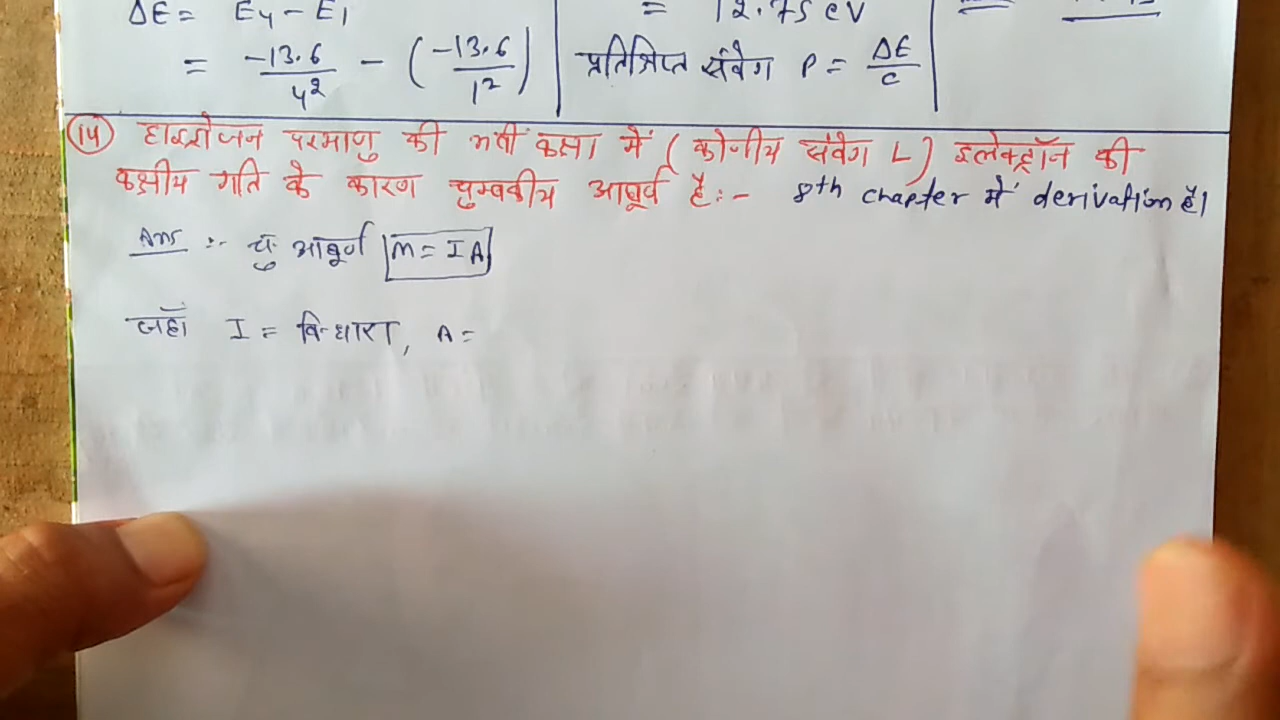 ΔE = E₄ − E₁
= -13.6/4² − (-13.6/1²)
= 12.75 eV
प्रतिक्षिप्त संवेग P = ΔE/c
(14) हाइड्रोजन परमाणु की nवीं कक्षा में (कोणीय संवेग L) इलेक्ट्रॉन की
कक्षीय गति के कारण चुम्बकीय आघूर्ण है:- 8th chapter में derivation है।
Ans :- चु. आघूर्ण M = IA
जहाँ I = वि.धारा, A =